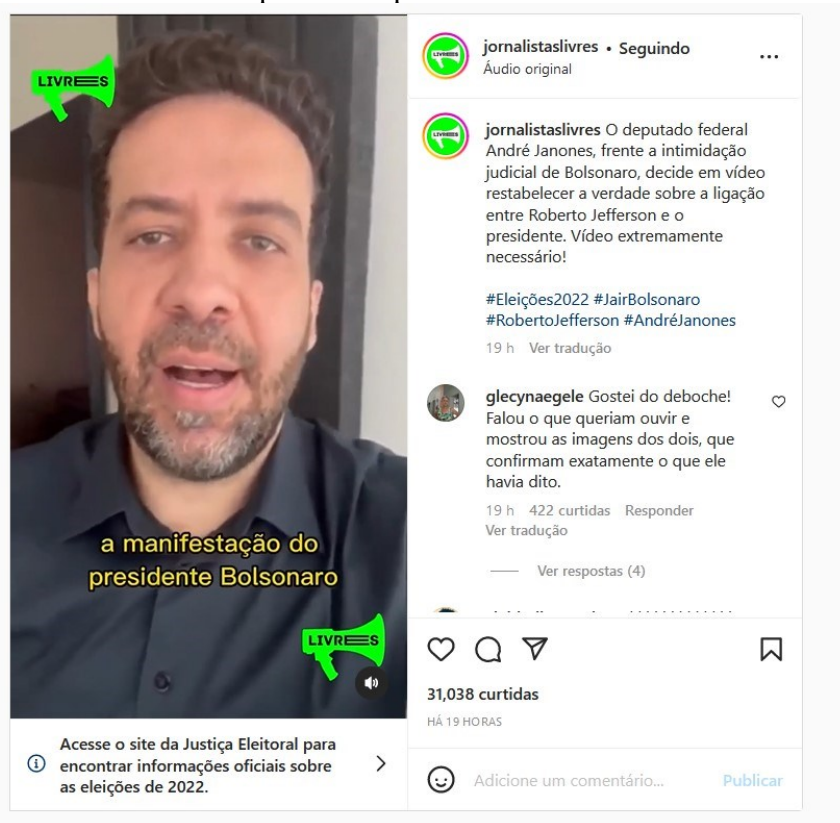 LIVREES
a manifestação do
presidente Bolsonaro
LIVREES
Acesse o site da Justiça Eleitoral para
encontrar informações oficiais sobre
as eleições de 2022.
jornalistaslivres • Seguindo
Áudio original
LIVREES
jornalistaslivres O deputado federal
André Janones, frente a intimidação
judicial de Bolsonaro, decide em vídeo
restabelecer a verdade sobre a ligação
entre Roberto Jefferson e o
presidente. Vídeo extremamente
necessário!
#Eleições2022 #JairBolsonaro
#RobertoJefferson #AndréJanones
19 h Ver tradução
glecynaegele Gostei do deboche!
Falou o que queriam ouvir e
mostrou as imagens dos dois, que
confirmam exatamente o que ele
havia dito.
19 h 422 curtidas Responder
Ver tradução
Ver respostas (4)
31,038 curtidas
HÁ 19 HORAS
Adicione um comentário... Publicar